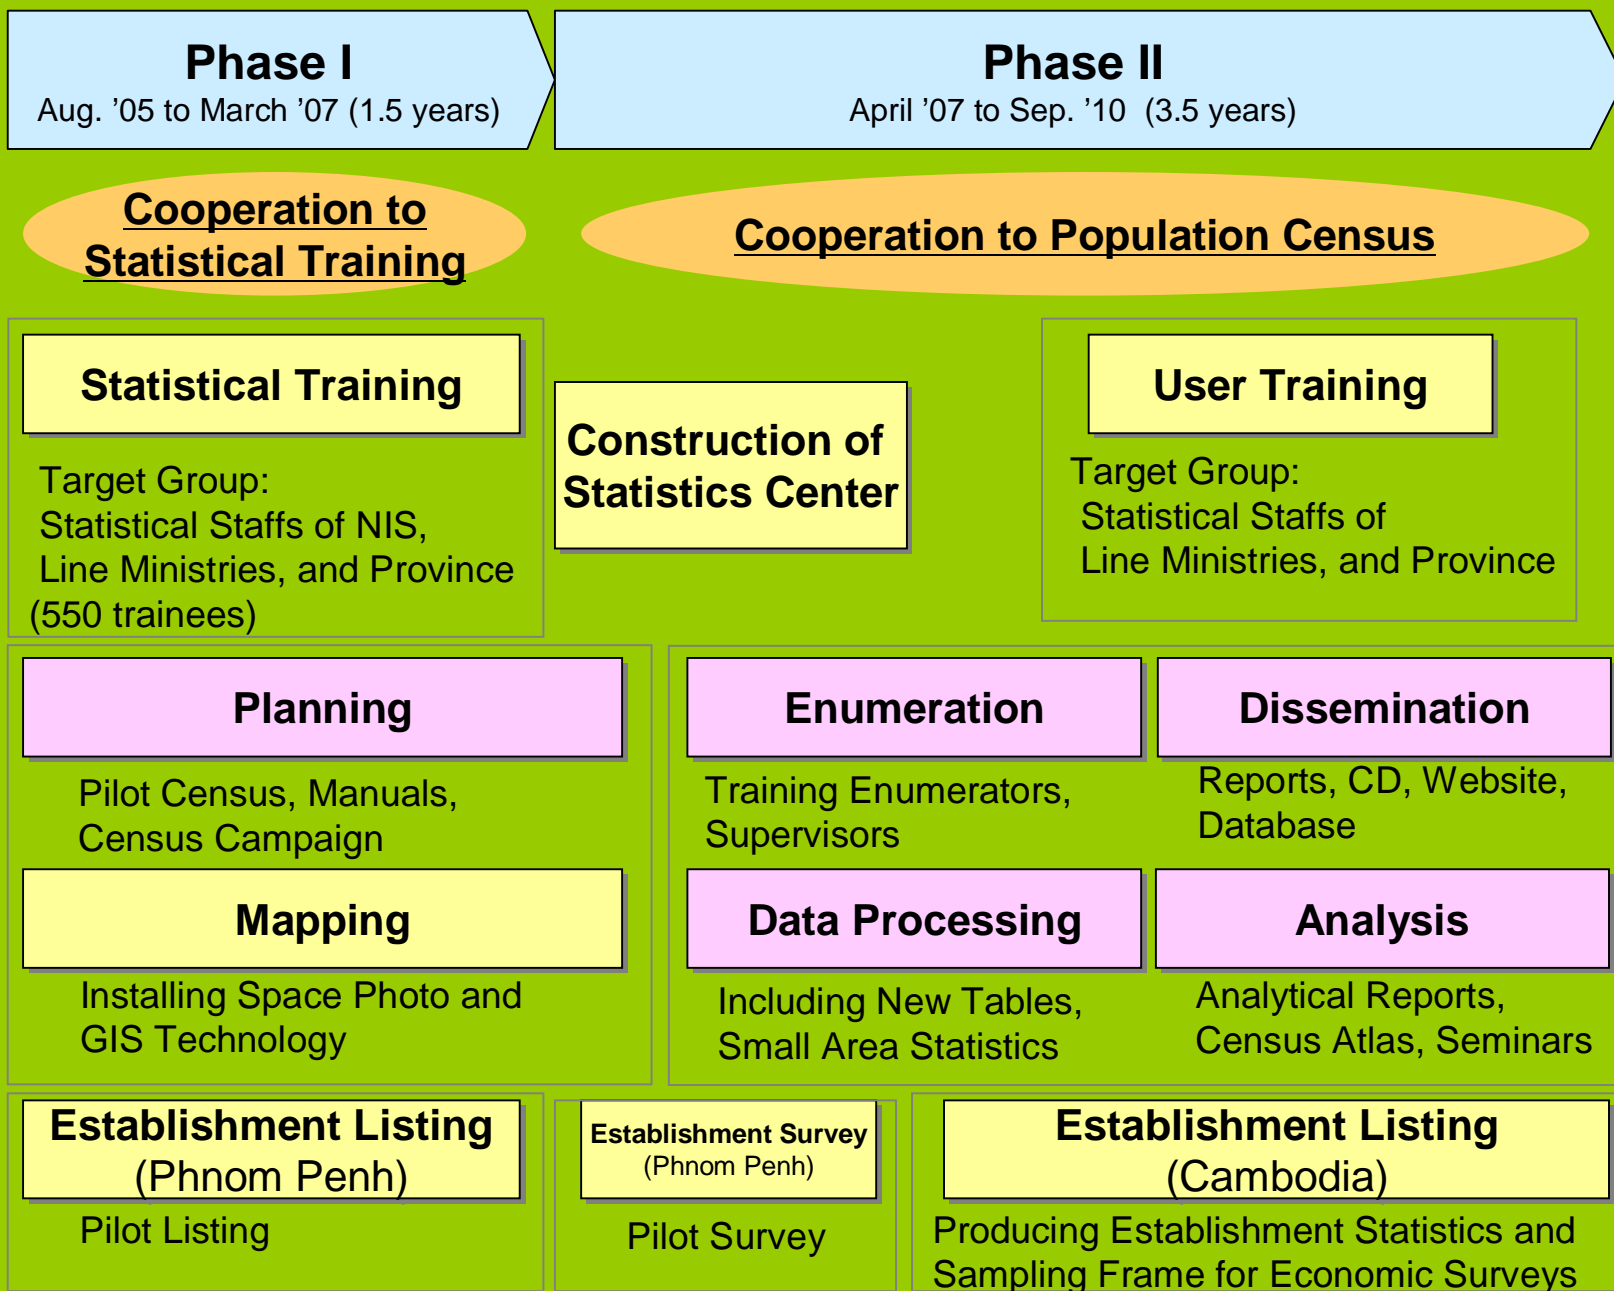 Phase I
Aug. '05 to March '07 (1.5 years)
Phase II
April '07 to Sep. '10 (3.5 years)
Cooperation to
Statistical Training
Cooperation to Population Census
Statistical Training
Target Group:
Statistical Staffs of NIS,
Line Ministries, and Province
(550 trainees)
Construction of
Statistics Center
User Training
Target Group:
Statistical Staffs of
Line Ministries, and Province
Planning
Pilot Census, Manuals,
Census Campaign
Mapping
Installing Space Photo and
GIS Technology
Enumeration
Training Enumerators,
Supervisors
Dissemination
Reports, CD, Website,
Database
Data Processing
Including New Tables,
Small Area Statistics
Analysis
Analytical Reports,
Census Atlas, Seminars
Establishment Listing
(Phnom Penh)
Pilot Listing
Establishment Survey
(Phnom Penh)
Pilot Survey
Establishment Listing
(Cambodia)
Producing Establishment Statistics and
Sampling Frame for Economic Surveys